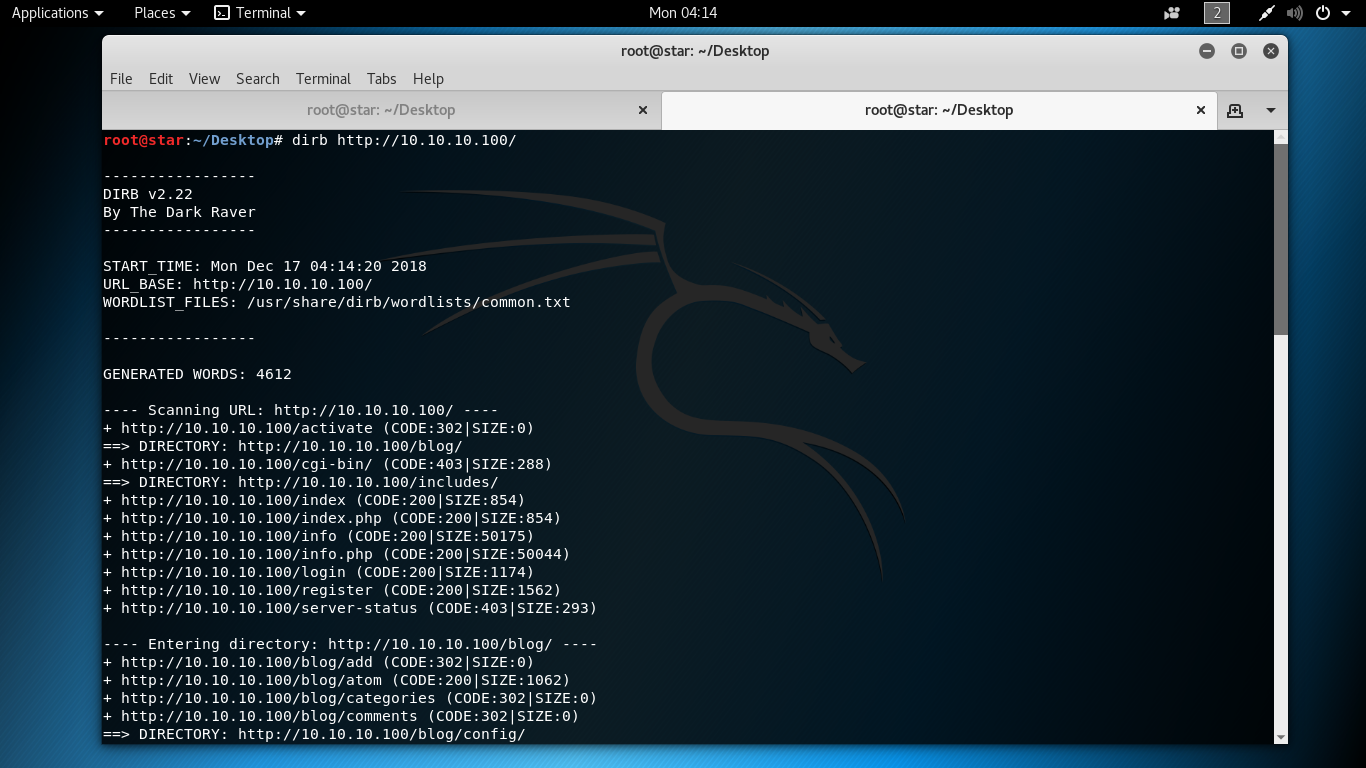 Applications Places Terminal Mon 04:14 2
root@star: ~/Desktop
File Edit View Search Terminal Tabs Help
root@star: ~/Desktop root@star: ~/Desktop
root@star:~/Desktop# dirb http://10.10.10.100/
-----------------
DIRB v2.22
By The Dark Raver
-----------------
START_TIME: Mon Dec 17 04:14:20 2018
URL_BASE: http://10.10.10.100/
WORDLIST_FILES: /usr/share/dirb/wordlists/common.txt
-----------------
GENERATED WORDS: 4612
---- Scanning URL: http://10.10.10.100/ ----
+ http://10.10.10.100/activate (CODE:302|SIZE:0)
==> DIRECTORY: http://10.10.10.100/blog/
+ http://10.10.10.100/cgi-bin/ (CODE:403|SIZE:288)
==> DIRECTORY: http://10.10.10.100/includes/
+ http://10.10.10.100/index (CODE:200|SIZE:854)
+ http://10.10.10.100/index.php (CODE:200|SIZE:854)
+ http://10.10.10.100/info (CODE:200|SIZE:50175)
+ http://10.10.10.100/info.php (CODE:200|SIZE:50044)
+ http://10.10.10.100/login (CODE:200|SIZE:1174)
+ http://10.10.10.100/register (CODE:200|SIZE:1562)
+ http://10.10.10.100/server-status (CODE:403|SIZE:293)
---- Entering directory: http://10.10.10.100/blog/ ----
+ http://10.10.10.100/blog/add (CODE:302|SIZE:0)
+ http://10.10.10.100/blog/atom (CODE:200|SIZE:1062)
+ http://10.10.10.100/blog/categories (CODE:302|SIZE:0)
+ http://10.10.10.100/blog/comments (CODE:302|SIZE:0)
==> DIRECTORY: http://10.10.10.100/blog/config/